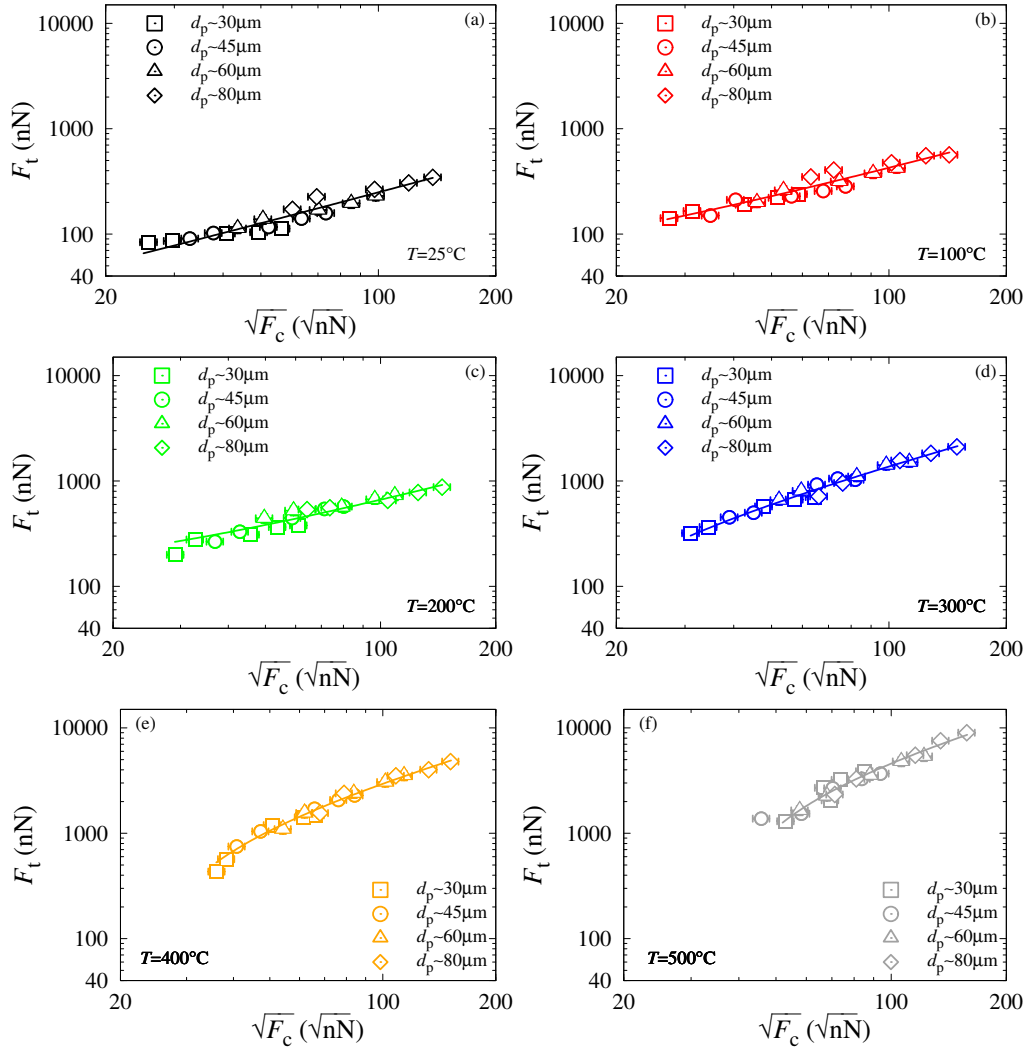 (a)
10000
1000
100
40
20
100
200
F_t (nN)
√F_c (√nN)
d_p~30µm
d_p~45µm
d_p~60µm
d_p~80µm
T=25°C
(b)
10000
1000
100
40
20
100
200
F_t (nN)
√F_c (√nN)
d_p~30µm
d_p~45µm
d_p~60µm
d_p~80µm
T=100°C
(c)
10000
1000
100
40
20
100
200
F_t (nN)
√F_c (√nN)
d_p~30µm
d_p~45µm
d_p~60µm
d_p~80µm
T=200°C
(d)
10000
1000
100
40
20
100
200
F_t (nN)
√F_c (√nN)
d_p~30µm
d_p~45µm
d_p~60µm
d_p~80µm
T=300°C
(e)
10000
1000
100
40
20
100
200
F_t (nN)
√F_c (√nN)
d_p~30µm
d_p~45µm
d_p~60µm
d_p~80µm
T=400°C
(f)
10000
1000
100
40
20
100
200
F_t (nN)
√F_c (√nN)
d_p~30µm
d_p~45µm
d_p~60µm
d_p~80µm
T=500°C